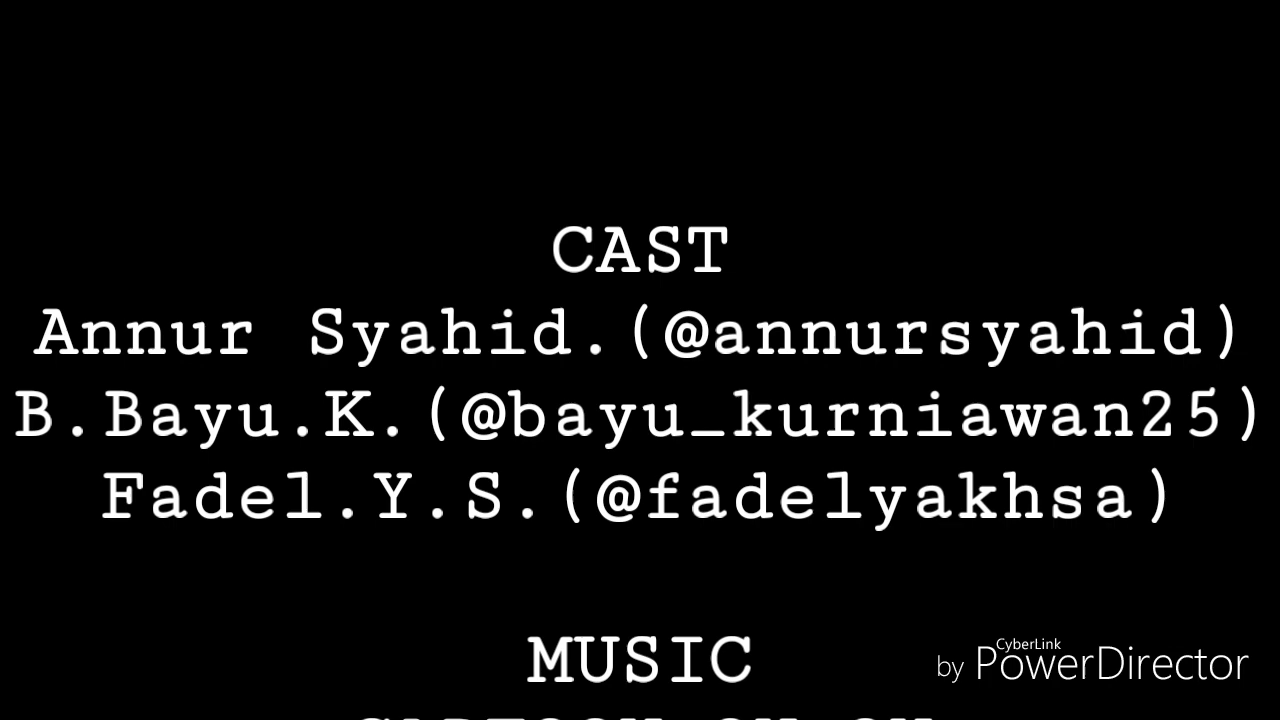 CAST
Annur Syahid.(@annursyahid)
B.Bayu.K.(@bayu_kurniawan25)
Fadel.Y.S.(@fadelyakhsa)
MUSIC
CyberLink
by PowerDirector